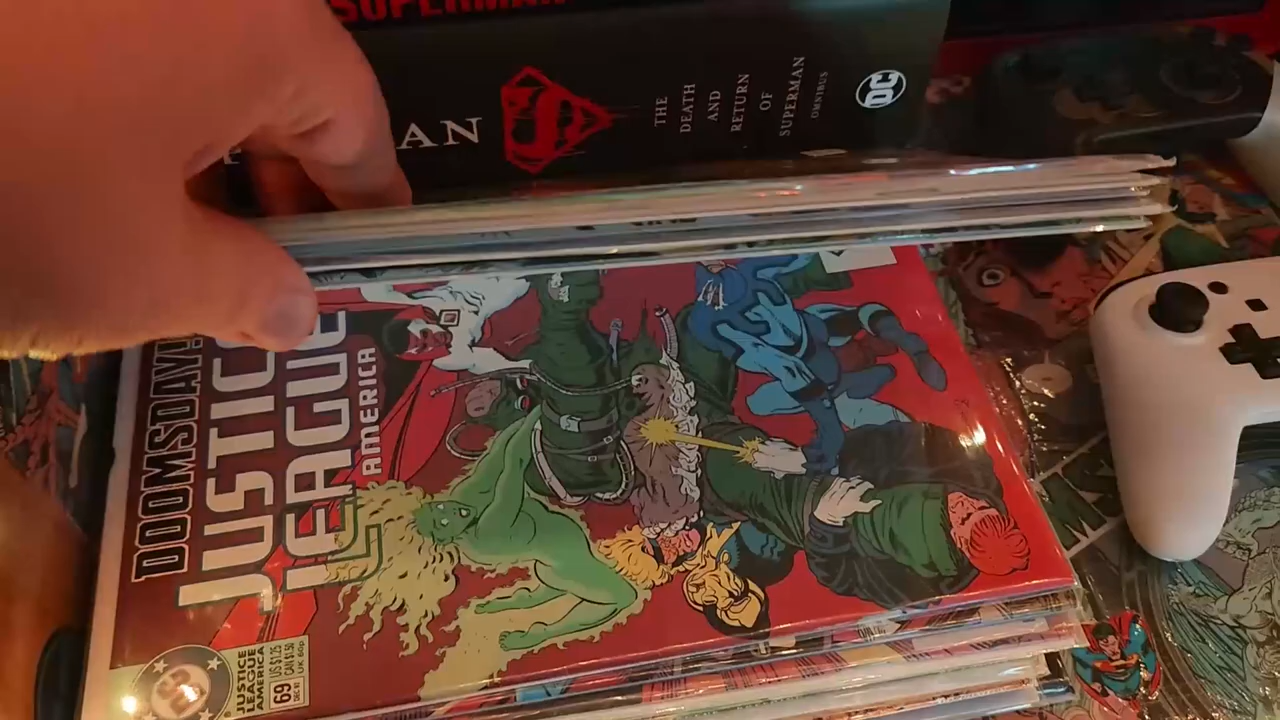 SUPERMAN
AN
THE
DEATH
AND
RETURN
OF
SUPERMAN
OMNIBUS
DC
DOOMSDAY!
JUSTICE
LEAGUE
AMERICA
DC
JUSTICE
LEAGUE
AMERICA
69
US $1.25
CAN $1.50
UK 60p